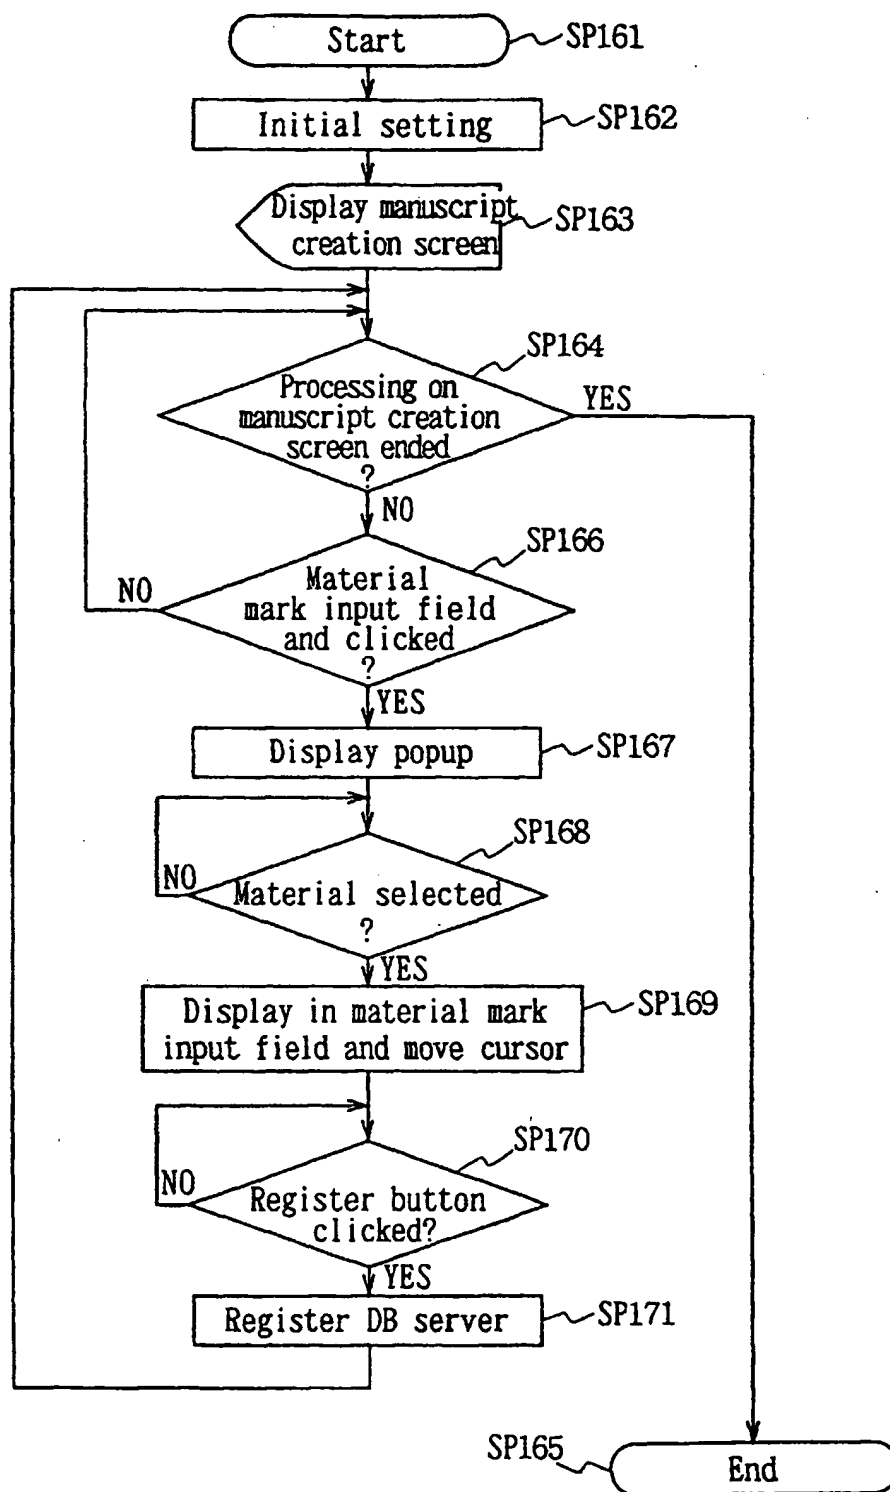 Start
SP161
Initial setting
SP162
Display manuscript
creation screen
SP163
SP164
Processing on
manuscript creation
screen ended
?
YES
NO
SP166
Material
mark input field
and clicked
?
NO
YES
Display popup
SP167
SP168
NO
Material selected
?
YES
Display in material mark
input field and move cursor
SP169
SP170
NO
Register button
clicked?
YES
Register DB server
SP171
SP165
End